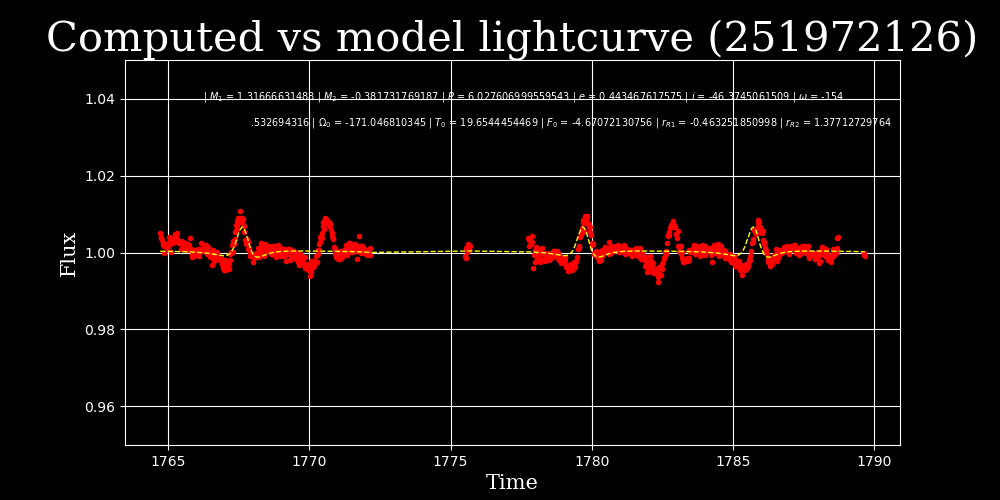 Computed vs model lightcurve (251972126)
| M₁ = 1.31666631488 | M₂ = -0.381731769187 | P = 6.027606999559543 | e = 0.443467617575 | i = -46.3745061509 | ω = -154
.532694316 | Ω₀ = -171.046810345 | T₀ = 19.6544454469 | F₀ = -4.67072130756 | r_R1 = -0.463251850998 | r_R2 = 1.37712729764
1.04
1.02
1.00
0.98
0.96
Flux
1765 1770 1775 1780 1785 1790
Time